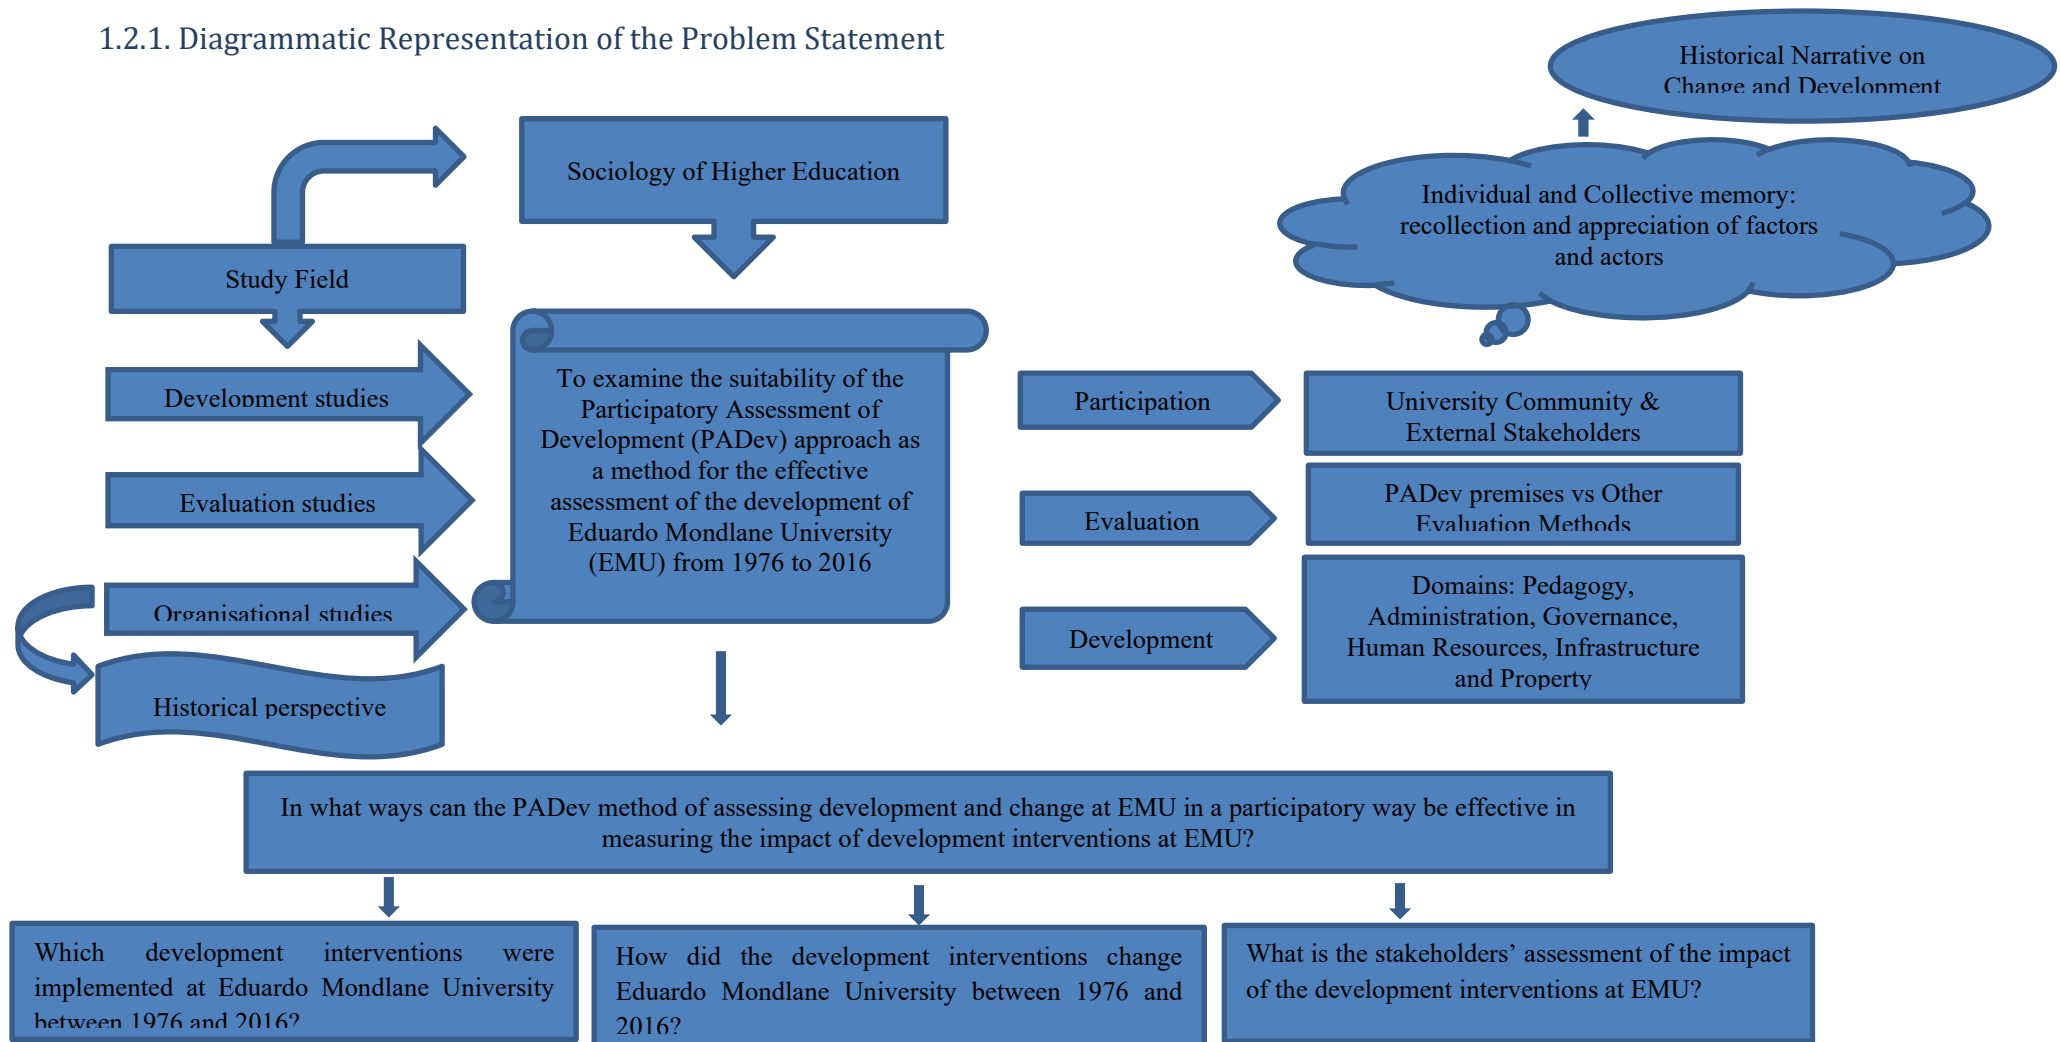 1.2.1. Diagrammatic Representation of the Problem Statement
Historical Narrative on
Change and Development
Sociology of Higher Education
Individual and Collective memory:
recollection and appreciation of factors
and actors
Study Field
Development studies
Evaluation studies
Organisational studies
Historical perspective
To examine the suitability of the
Participatory Assessment of
Development (PADev) approach as
a method for the effective
assessment of the development of
Eduardo Mondlane University
(EMU) from 1976 to 2016
Participation
University Community &
External Stakeholders
Evaluation
PADev premises vs Other
Evaluation Methods
Development
Domains: Pedagogy,
Administration, Governance,
Human Resources, Infrastructure
and Property
In what ways can the PADev method of assessing development and change at EMU in a participatory way be effective in
measuring the impact of development interventions at EMU?
Which development interventions were
implemented at Eduardo Mondlane University
between 1976 and 2016?
How did the development interventions change
Eduardo Mondlane University between 1976 and
2016?
What is the stakeholders’ assessment of the impact
of the development interventions at EMU?